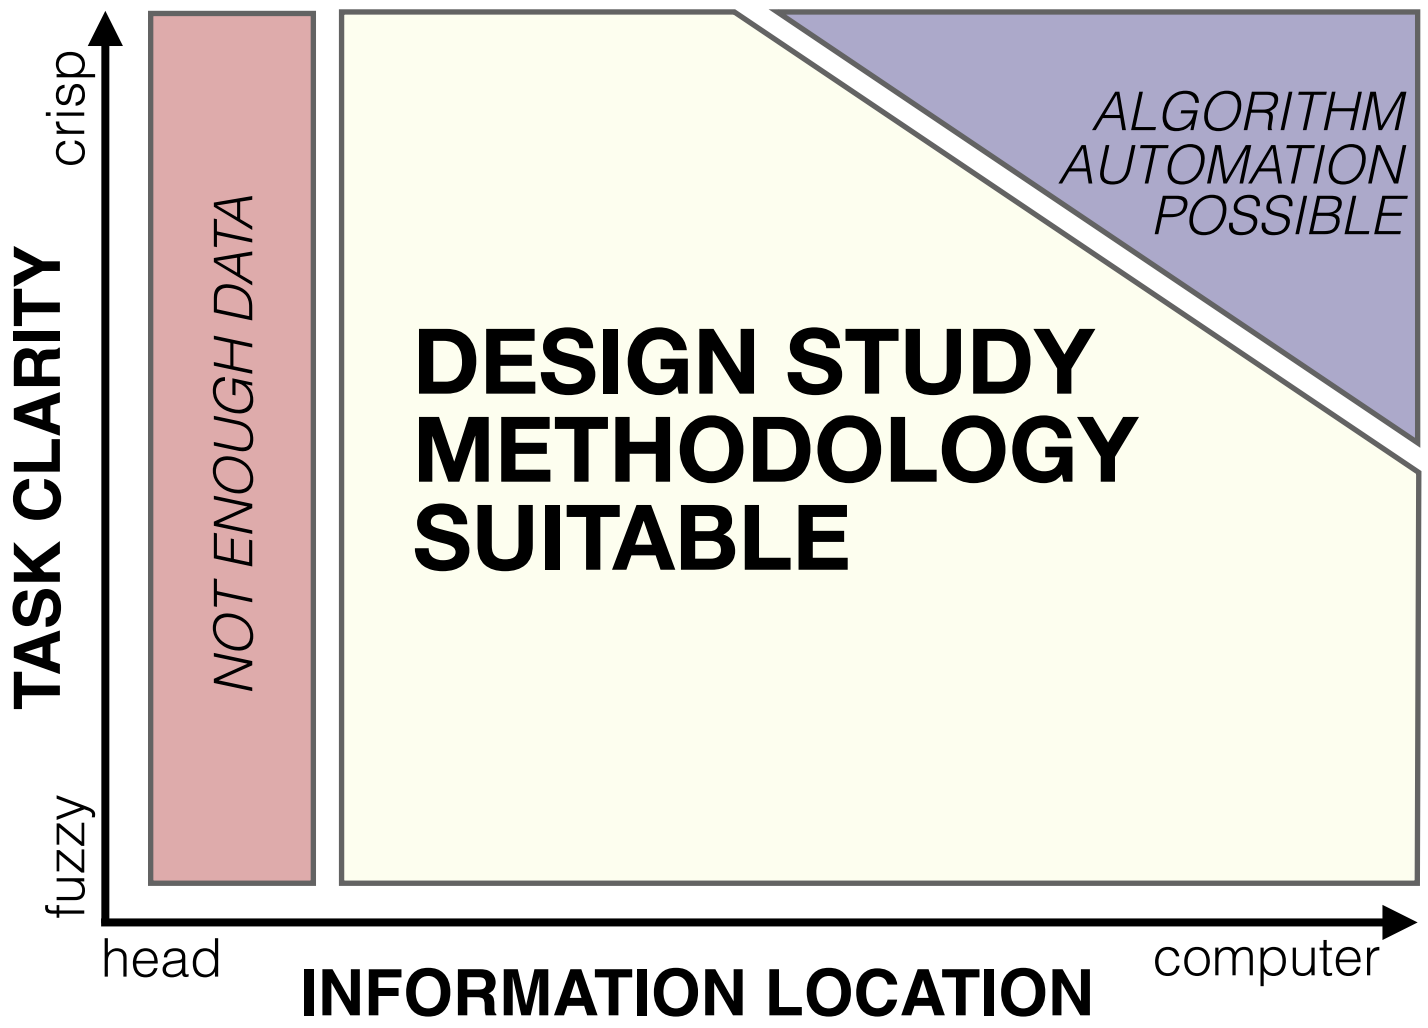 crisp
TASK CLARITY
fuzzy
NOT ENOUGH DATA
DESIGN STUDY
METHODOLOGY
SUITABLE
ALGORITHM
AUTOMATION
POSSIBLE
head
computer
INFORMATION LOCATION